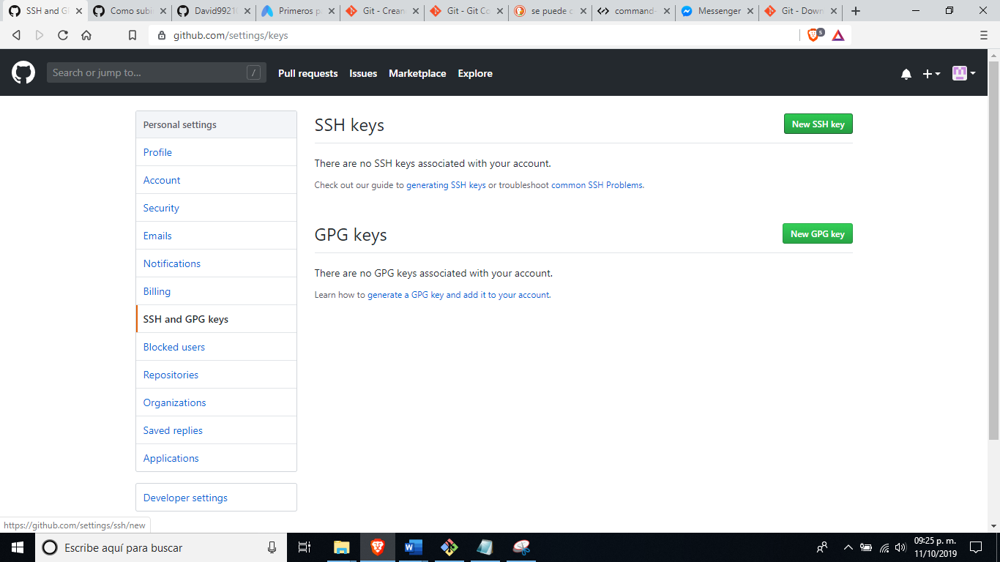 SSH and G
Como subi
David9921
Primeros p
Git - Crean
Git - Git Co
se puede c
command-
Messenger
Git - Down
github.com/settings/keys
5
Search or jump to...
/
Pull requests
Issues
Marketplace
Explore
Personal settings
Profile
Account
Security
Emails
Notifications
Billing
SSH and GPG keys
Blocked users
Repositories
Organizations
Saved replies
Applications
Developer settings
SSH keys
New SSH key
There are no SSH keys associated with your account.
Check out our guide to generating SSH keys or troubleshoot common SSH Problems.
GPG keys
New GPG key
There are no GPG keys associated with your account.
Learn how to generate a GPG key and add it to your account.
https://github.com/settings/ssh/new
Escribe aquí para buscar
09:25 p. m.
11/10/2019